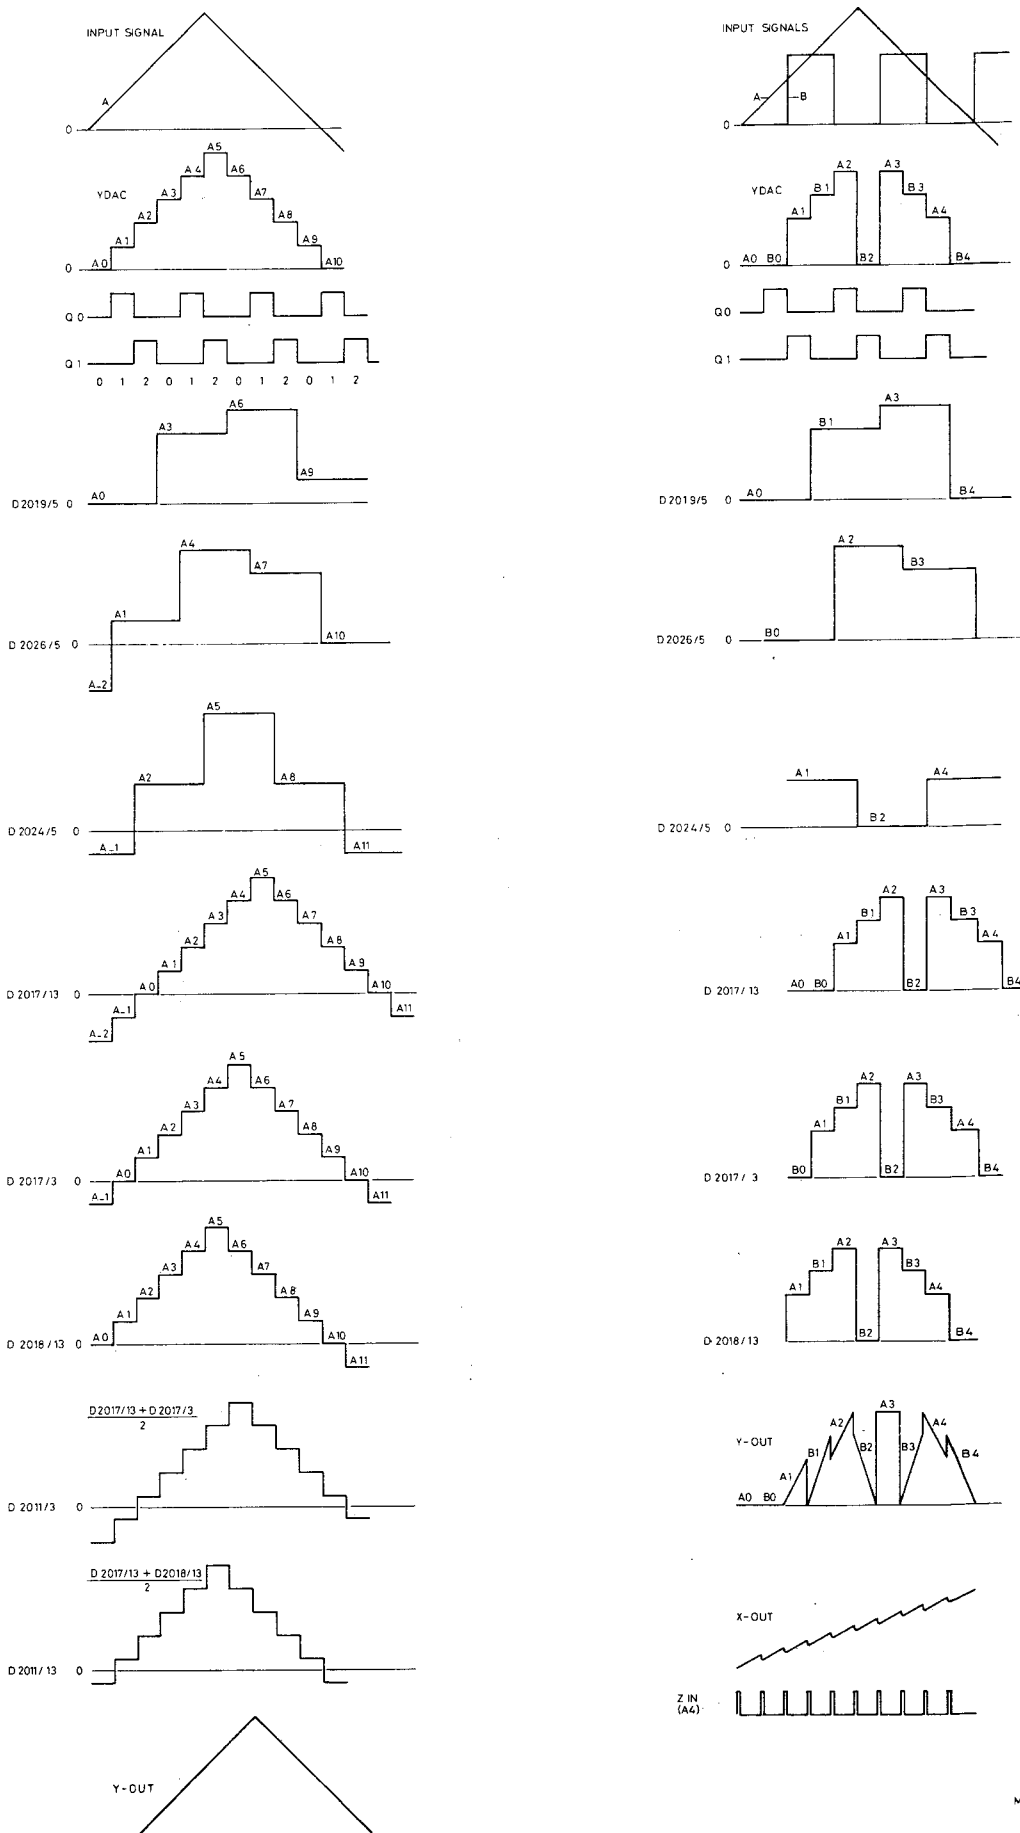 INPUT SIGNAL
A
0
YDAC
A0 A1 A2 A3 A4 A5 A6 A7 A8 A9 A10
0
Q0
Q1
0 1 2 0 1 2 0 1 2 0 1 2
D2019/5 0
A0 A3 A6 A9
D2026/5 0
A-2 A1 A4 A7 A10
D2024/5 0
A-1 A2 A5 A8 A11
D2017/13 0
A-2 A-1 A0 A1 A2 A3 A4 A5 A6 A7 A8 A9 A10 A11
D2017/3 0
A-1 A0 A1 A2 A3 A4 A5 A6 A7 A8 A9 A10 A11
D2018/13 0
A0 A1 A2 A3 A4 A5 A6 A7 A8 A9 A10 A11
D2017/13 + D2017/3
2
D2011/3 0
D2017/13 + D2018/13
2
D2011/13 0
Y-OUT
INPUT SIGNALS
A B
0
YDAC
A0 B0 A1 B1 A2 B2 A3 B3 A4 B4
0
Q0
Q1
D2019/5 0
A0 B1 A3 B4
D2026/5 0
B0 A2 B3
D2024/5 0
A1 B2 A4
D2017/13
A0 B0 A1 B1 A2 B2 A3 B3 A4 B4
D2017/3
B0 A1 B1 A2 B2 A3 B3 A4 B4
D2018/13
A1 B1 A2 B2 A3 B3 A4 B4
Y-OUT
A0 B0 A1 B1 A2 B2 A3 B3 A4 B4
X-OUT
Z IN
(A4)
M